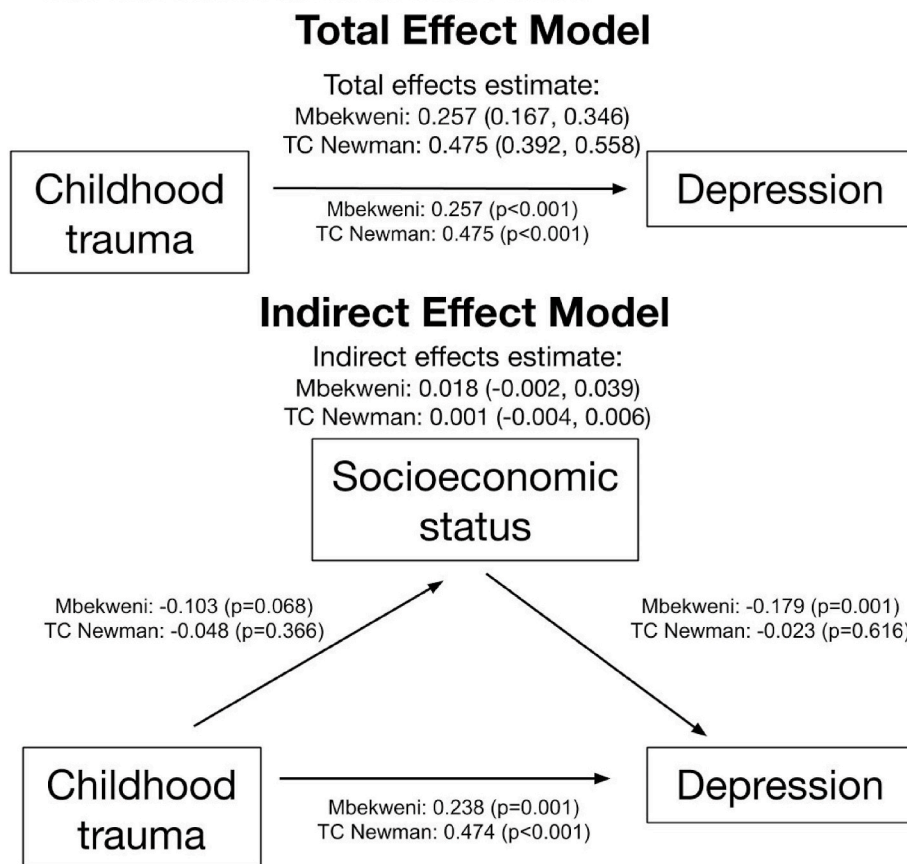 Total Effect Model
Total effects estimate:
Mbekweni: 0.257 (0.167, 0.346)
TC Newman: 0.475 (0.392, 0.558)
Childhood
trauma
Mbekweni: 0.257 (p<0.001)
TC Newman: 0.475 (p<0.001)
Depression
Indirect Effect Model
Indirect effects estimate:
Mbekweni: 0.018 (-0.002, 0.039)
TC Newman: 0.001 (-0.004, 0.006)
Socioeconomic
status
Mbekweni: -0.103 (p=0.068)
TC Newman: -0.048 (p=0.366)
Mbekweni: -0.179 (p=0.001)
TC Newman: -0.023 (p=0.616)
Childhood
trauma
Mbekweni: 0.238 (p=0.001)
TC Newman: 0.474 (p<0.001)
Depression